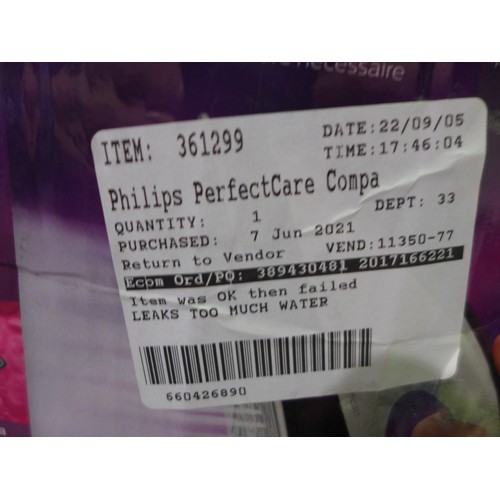 nécessaire
ITEM: 361299 DATE:22/09/05
TIME:17:46:04
Philips PerfectCare Compa
QUANTITY: 1 DEPT: 33
PURCHASED: 7 Jun 2021
Return to Vendor VEND:11350-77
Ecom Ord/PO: 389430481 2017166221
Item was OK then failed
LEAKS TOO MUCH WATER
660426890